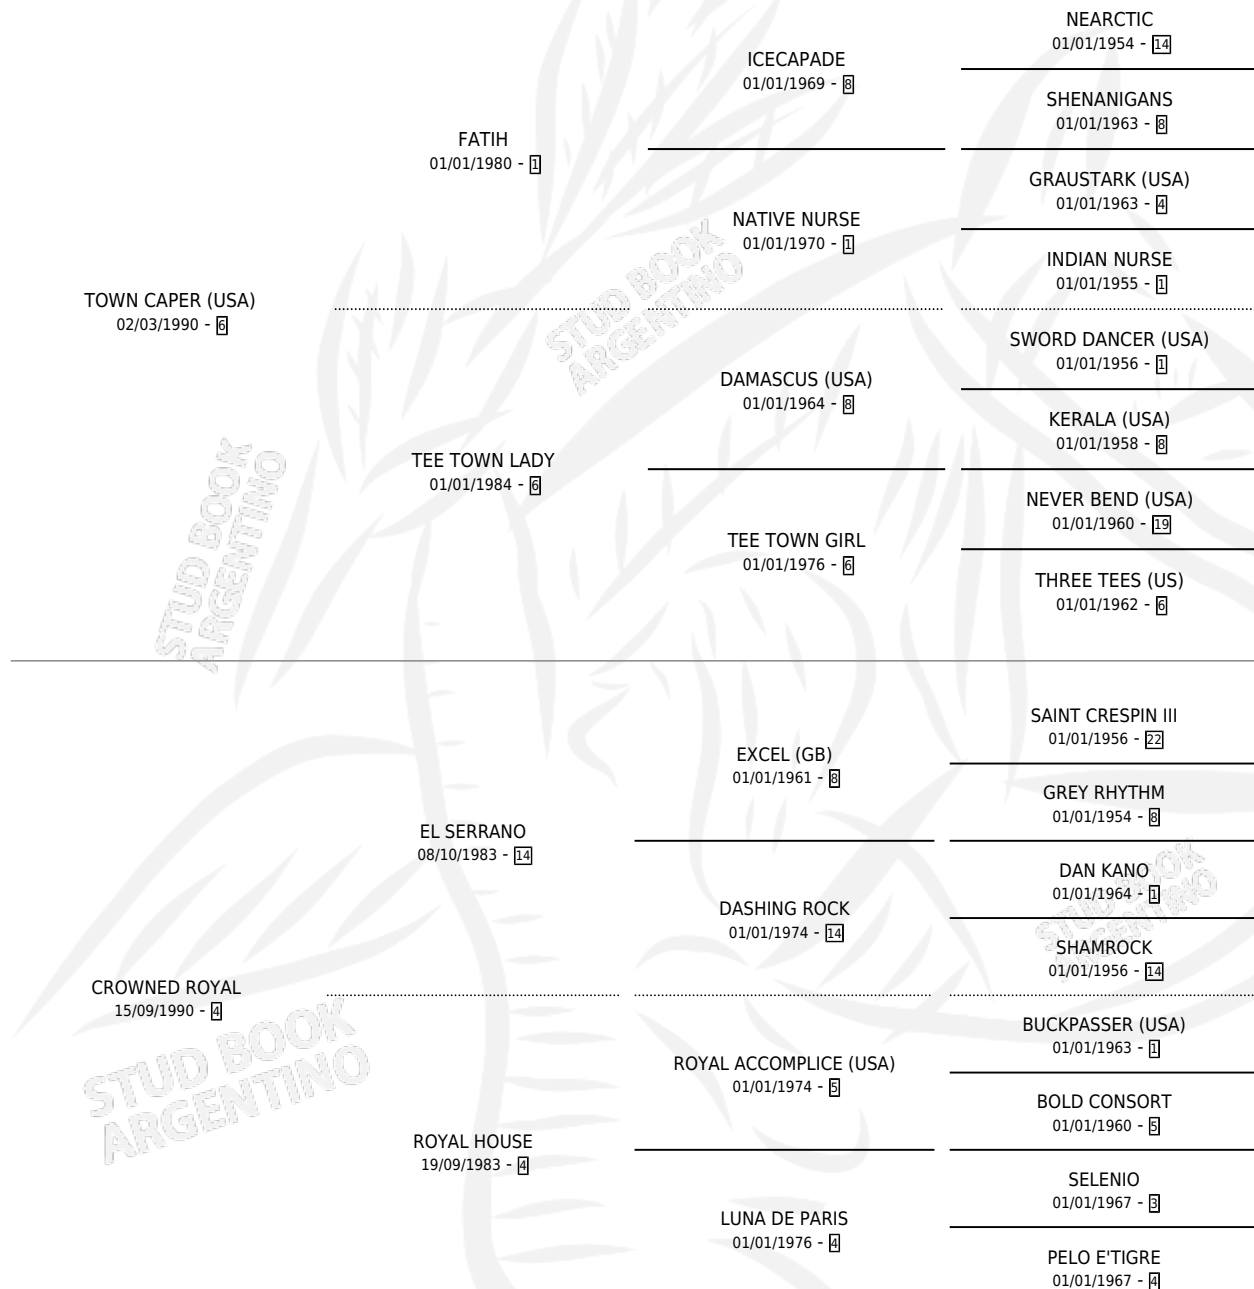 NEARCTIC
01/01/1954 - 14
ICECAPADE
01/01/1969 - 8
SHENANIGANS
01/01/1963 - 8
FATIH
01/01/1980 - 1
GRAUSTARK (USA)
01/01/1963 - 4
NATIVE NURSE
01/01/1970 - 1
INDIAN NURSE
01/01/1955 - 1
TOWN CAPER (USA)
02/03/1990 - 6
SWORD DANCER (USA)
01/01/1956 - 1
DAMASCUS (USA)
01/01/1964 - 8
KERALA (USA)
01/01/1958 - 8
TEE TOWN LADY
01/01/1984 - 6
NEVER BEND (USA)
01/01/1960 - 19
TEE TOWN GIRL
01/01/1976 - 6
THREE TEES (US)
01/01/1962 - 6
SAINT CRESPIN III
01/01/1956 - 22
EXCEL (GB)
01/01/1961 - 8
GREY RHYTHM
01/01/1954 - 8
EL SERRANO
08/10/1983 - 14
DAN KANO
01/01/1964 - 1
DASHING ROCK
01/01/1974 - 14
SHAMROCK
01/01/1956 - 14
CROWNED ROYAL
15/09/1990 - 4
BUCKPASSER (USA)
01/01/1963 - 1
ROYAL ACCOMPLICE (USA)
01/01/1974 - 5
BOLD CONSORT
01/01/1960 - 5
ROYAL HOUSE
19/09/1983 - 4
SELENIO
01/01/1967 - 3
LUNA DE PARIS
01/01/1976 - 4
PELO E'TIGRE
01/01/1967 - 4
STUD BOOK
ARGENTINO
STUD BOOK
ARGENTINO
STUD BOOK
ARGENTINO
STUD BOOK
ARGENTINO